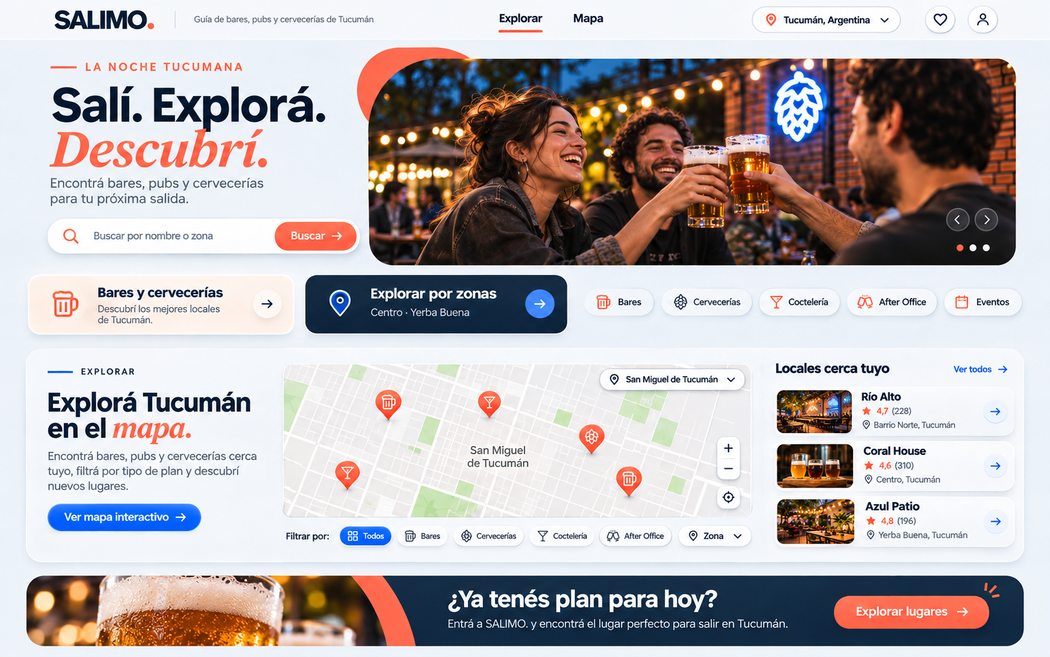 SALIMO.
Guía de bares, pubs y cervecerías de Tucumán
Explorar
Mapa
Tucumán, Argentina
LA NOCHE TUCUMANA
Salí. Explorá.
Descubrí.
Encontrá bares, pubs y cervecerías
para tu próxima salida.
Buscar por nombre o zona
Buscar
Bares y cervecerías
Descubrí los mejores locales
de Tucumán.
Explorar por zonas
Centro · Yerba Buena
Bares
Cervecerías
Coctelería
After Office
Eventos
EXPLORAR
Explorá Tucumán
en el mapa.
Encontrá bares, pubs y cervecerías cerca
tuyo, filtrá por tipo de plan y descubrí
nuevos lugares.
Ver mapa interactivo
San Miguel de Tucumán
San Miguel
de Tucumán
Filtrar por:
Todos
Bares
Cervecerías
Coctelería
After Office
Zona
Locales cerca tuyo
Ver todos
Río Alto
4,7 (228)
Barrio Norte, Tucumán
Coral House
4,6 (310)
Centro, Tucumán
Azul Patio
4,8 (196)
Yerba Buena, Tucumán
¿Ya tenés plan para hoy?
Entrá a SALIMO. y encontrá el lugar perfecto para salir en Tucumán.
Explorar lugares